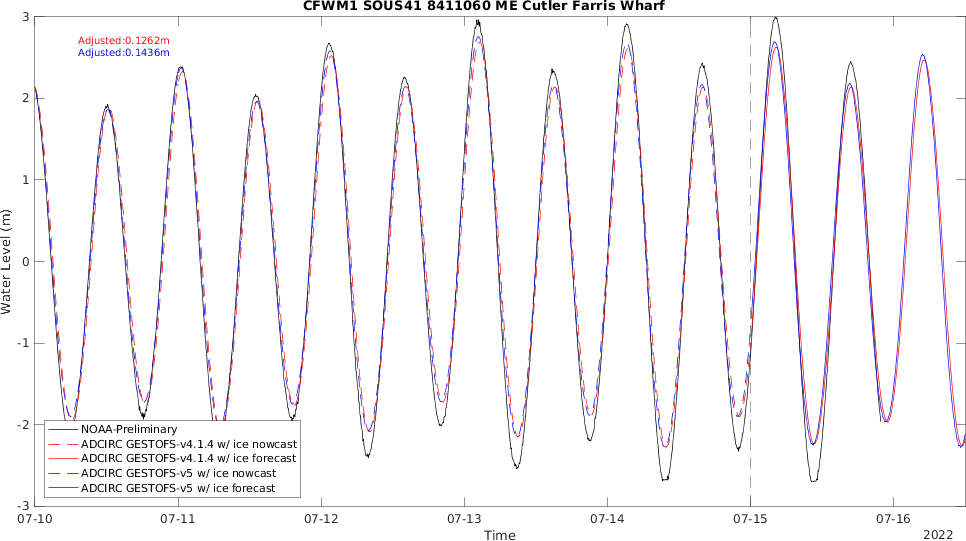 CFWM1 SOUS41 8411060 ME Cutler Farris Wharf
Adjusted:0.1262m
Adjusted:0.1436m
3
2
1
0
-1
-2
-3
Water Level (m)
NOAA-Preliminary
ADCIRC GESTOFS-v4.1.4 w/ ice nowcast
ADCIRC GESTOFS-v4.1.4 w/ ice forecast
ADCIRC GESTOFS-v5 w/ ice nowcast
ADCIRC GESTOFS-v5 w/ ice forecast
07-10 07-11 07-12 07-13 07-14 07-15 07-16
Time
2022